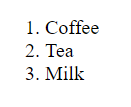 1. Coffee
2. Tea
3. Milk